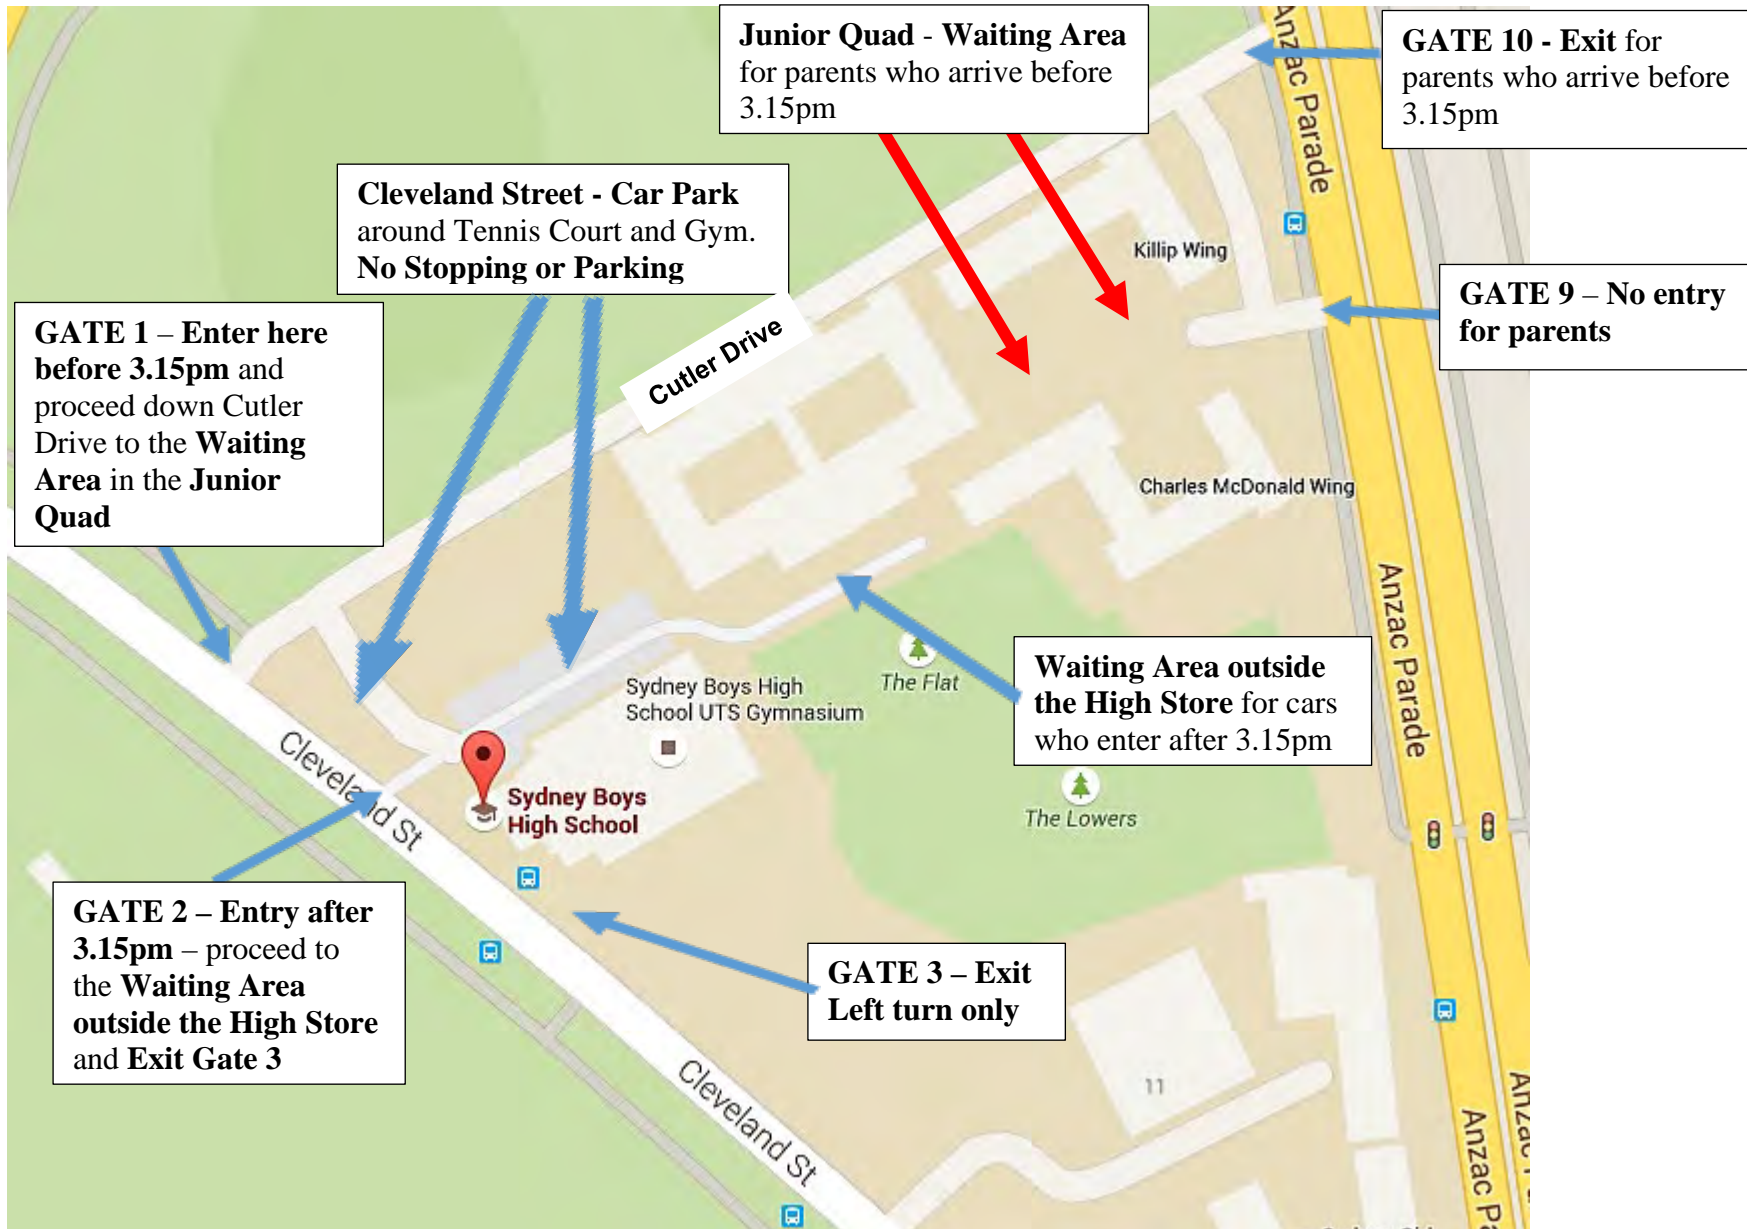 Junior Quad - Waiting Area
for parents who arrive before
3.15pm
GATE 10 - Exit for
parents who arrive before
3.15pm
Anzac Parade
Cleveland Street - Car Park
around Tennis Court and Gym.
No Stopping or Parking
Killip Wing
GATE 9 – No entry
for parents
GATE 1 – Enter here
before 3.15pm and
proceed down Cutler
Drive to the Waiting
Area in the Junior
Quad
Cutler Drive
Charles McDonald Wing
Anzac Parade
Anzac Parade
Waiting Area outside
the High Store for cars
who enter after 3.15pm
The Flat
Sydney Boys High
School UTS Gymnasium
Cleveland St
Sydney Boys
High School
The Lowers
GATE 2 – Entry after
3.15pm – proceed to
the Waiting Area
outside the High Store
and Exit Gate 3
GATE 3 – Exit
Left turn only
11
Cleveland St
Anzac Pa
Anzac